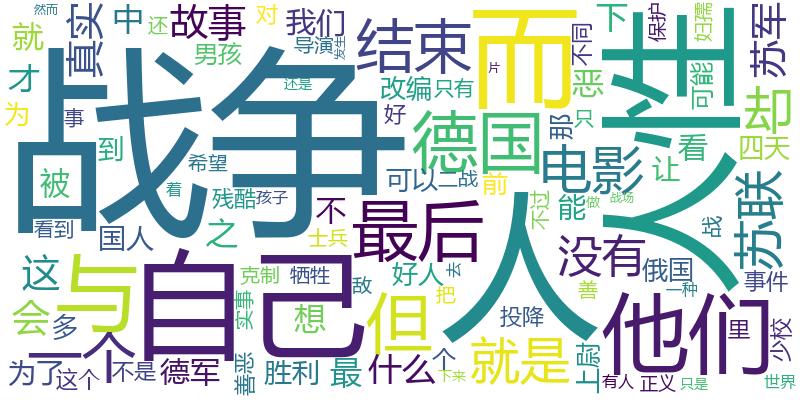 然而
就
中
还
故事
对
我们
结束
而
下
保护
妇孺
苏军
真实
男孩
导演
发生
不同
人性
才
还是
片
改编
只有
恶
可能
却
为
事
战争
好
德国
那
只
到
电影
让
看
四天
被
希望
可以
二战
前
着
残酷
孩子
能
不过
做
战场
看到
不
最后
人
没有
战
苏联
国人
之
士兵
俄国
这
与
自己
克制
牺牲
敌
好人
去
善
一种
事件
但
把
他们
里
会
多
一个
实事
想
投降
少校
就是
上尉
为了
这个
不是
德军
善恶
胜利
最
什么
个
下来
有人
正义
只是
世界